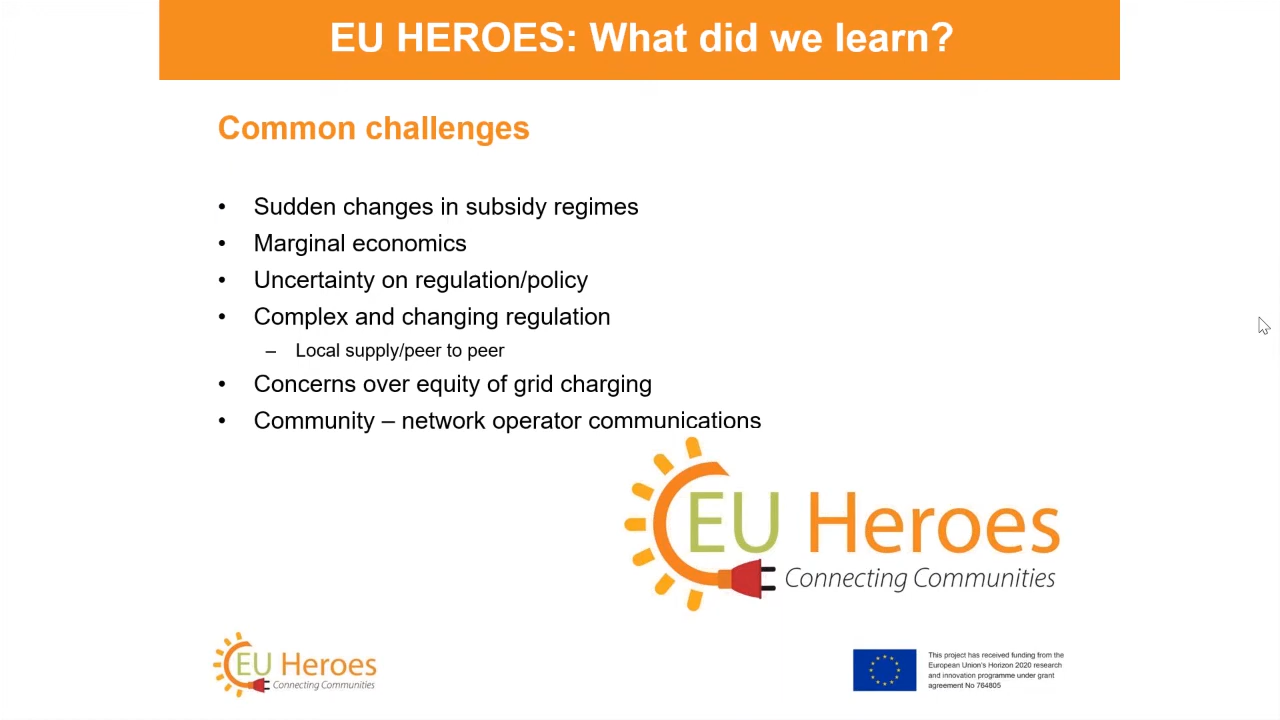 EU HEROES: What did we learn?
Common challenges
• Sudden changes in subsidy regimes
• Marginal economics
• Uncertainty on regulation/policy
• Complex and changing regulation
– Local supply/peer to peer
• Concerns over equity of grid charging
• Community – network operator communications
EU Heroes
Connecting Communities
EU Heroes
Connecting Communities
This project has received funding from the
European Union's Horizon 2020 research
and innovation programme under grant
agreement No 764805